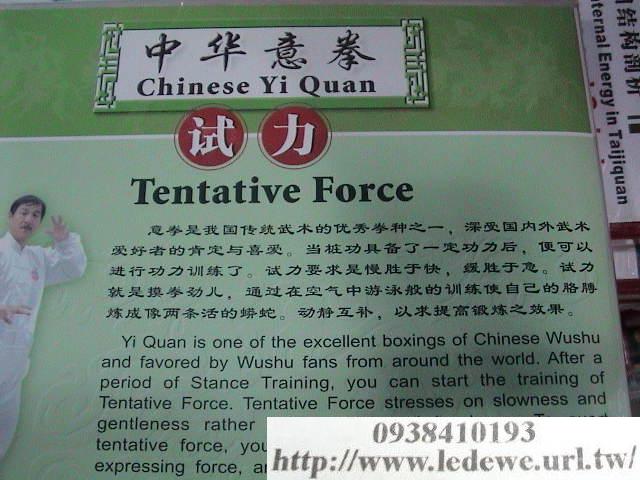 中华意拳
Chinese Yi Quan
试力
Tentative Force
意拳是我国传统武术的优秀拳种之一，深受国内外武术
爱好者的肯定与喜爱。当桩功具备了一定功力后，便可以
进行功力训练了。试力要求是慢胜于快，缓胜于急。试力
就是摸拳劲儿，通过在空气中游泳般的训练使自己的胳膊
炼成像两条活的蟒蛇。动静互补，以求提高锻炼之效果。
Yi Quan is one of the excellent boxings of Chinese Wushu
and favored by Wushu fans from around the world. After a
period of Stance Training, you can start the training of
Tentative Force. Tentative Force stresses on slowness and
gentleness rather
tentative force, you
expressing force,
结构剖析
ternal Energy in Taijiquan
0938410193
http://www.ledewe.url.tw/